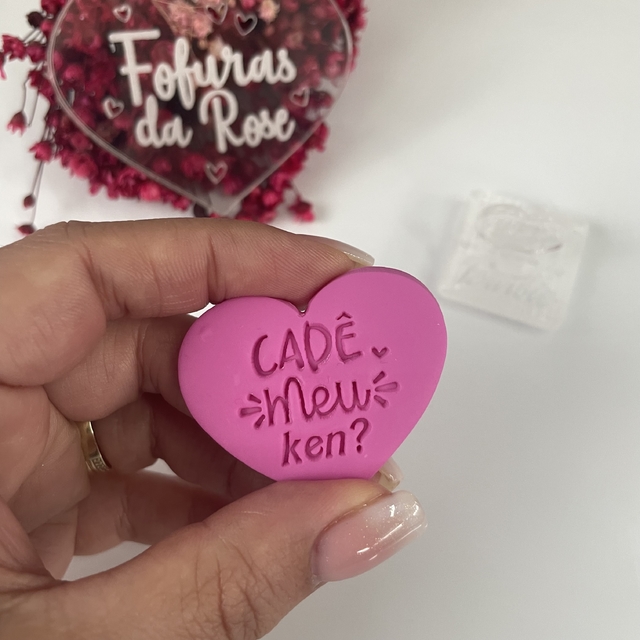 Fofuras
da Rose
CADÊ
meu
ken?